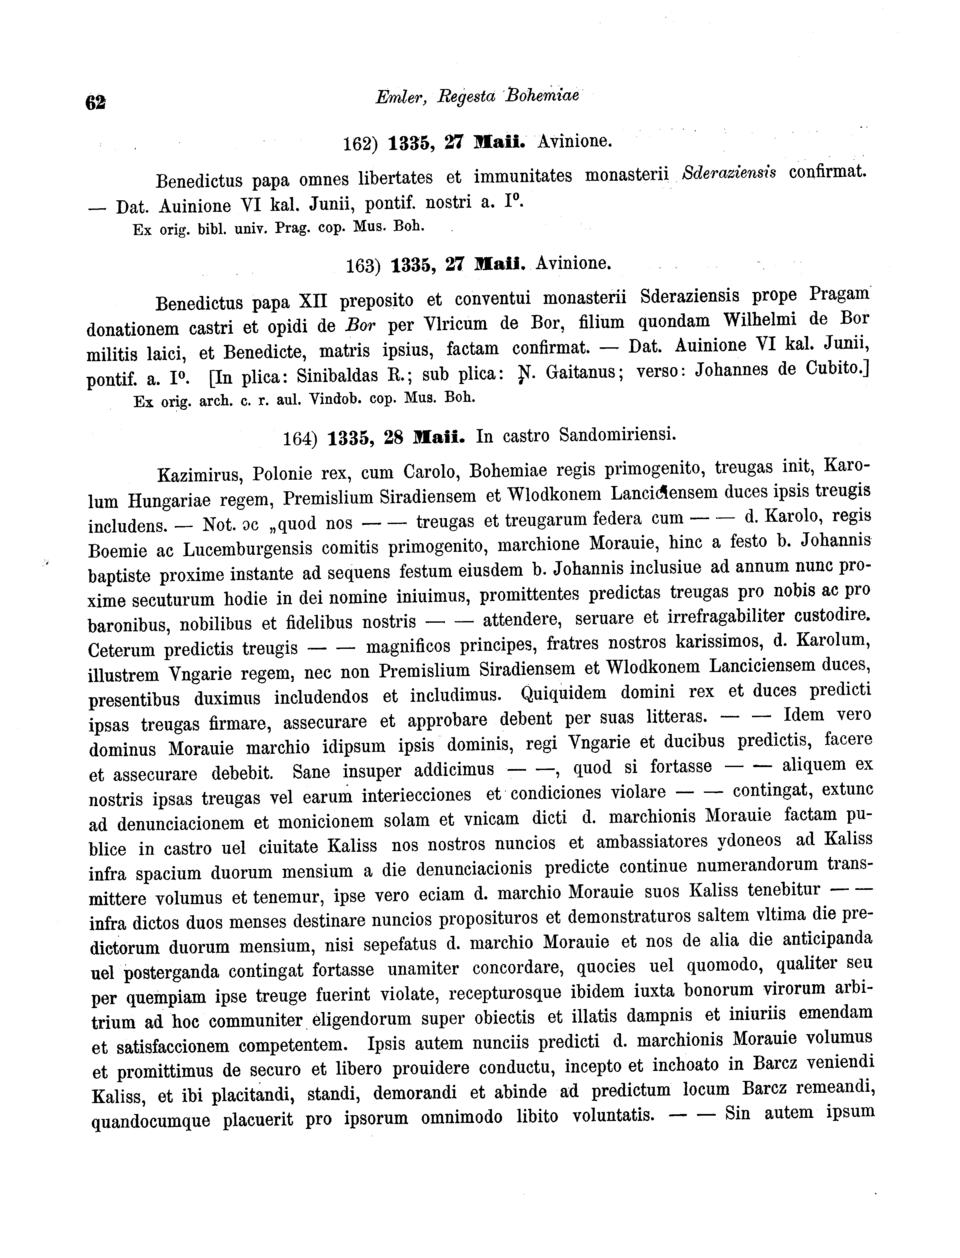 62
Emler, Regesta Bohemiae
162) 1335, 27 Maii. Avinione.
Benedictus papa omnes libertates et immunitates monasterii Sderaziensis confirmat.
— Dat. Auinione VI kal. Junii, pontif. nostri a. I⁰.
Ex orig. bibl. univ. Prag. cop. Mus. Boh.
163) 1335, 27 Maii. Avinione.
Benedictus papa XII preposito et conventui monasterii Sderaziensis prope Pragam
donationem castri et opidi de Bor per Vlricum de Bor, filium quondam Wilhelmi de Bor
militis laici, et Benedicte, matris ipsius, factam confirmat. — Dat. Auinione VI kal. Junii,
pontif. a. I⁰. [In plica: Sinibaldas R.; sub plica: N. Gaitanus; verso: Johannes de Cubito.]
Ex orig. arch. c. r. aul. Vindob. cop. Mus. Boh.
164) 1335, 28 Maii. In castro Sandomiriensi.
Kazimirus, Polonie rex, cum Carolo, Bohemiae regis primogenito, treugas init, Karo-
lum Hungariae regem, Premislium Siradiensem et Wlodkonem Lanciciensem duces ipsis treugis
includens. — Not. ɔc „quod nos — — treugas et treugarum federa cum — — d. Karolo, regis
Boemie ac Lucemburgensis comitis primogenito, marchione Morauie, hinc a festo b. Johannis
baptiste proxime instante ad sequens festum eiusdem b. Johannis inclusiue ad annum nunc pro-
xime secuturum hodie in dei nomine iniuimus, promittentes predictas treugas pro nobis ac pro
baronibus, nobilibus et fidelibus nostris — — attendere, seruare et irrefragabiliter custodire.
Ceterum predictis treugis — — magnificos principes, fratres nostros karissimos, d. Karolum,
illustrem Vngarie regem, nec non Premislium Siradiensem et Wlodkonem Lanciciensem duces,
presentibus duximus includendos et includimus. Quiquidem domini rex et duces predicti
ipsas treugas firmare, assecurare et approbare debent per suas litteras. — — Idem vero
dominus Morauie marchio idipsum ipsis dominis, regi Vngarie et ducibus predictis, facere
et assecurare debebit. Sane insuper addicimus — —, quod si fortasse — — aliquem ex
nostris ipsas treugas vel earum interiecciones et condiciones violare — — contingat, extunc
ad denunciacionem et monicionem solam et vnicam dicti d. marchionis Morauie factam pu-
blice in castro uel ciuitate Kaliss nos nostros nuncios et ambassiatores ydoneos ad Kaliss
infra spacium duorum mensium a die denunciacionis predicte continue numerandorum trans-
mittere volumus et tenemur, ipse vero eciam d. marchio Morauie suos Kaliss tenebitur — —
infra dictos duos menses destinare nuncios proposituros et demonstraturos saltem vltima die pre-
dictorum duorum mensium, nisi sepefatus d. marchio Morauie et nos de alia die anticipanda
uel posterganda contingat fortasse unamiter concordare, quocies uel quomodo, qualiter seu
per quempiam ipse treuge fuerint violate, recepturosque ibidem iuxta bonorum virorum arbi-
trium ad hoc communiter eligendorum super obiectis et illatis dampnis et iniuriis emendam
et satisfaccionem competentem. Ipsis autem nunciis predicti d. marchionis Morauie volumus
et promittimus de securo et libero prouidere conductu, incepto et inchoato in Barcz veniendi
Kaliss, et ibi placitandi, standi, demorandi et abinde ad predictum locum Barcz remeandi,
quandocumque placuerit pro ipsorum omnimodo libito voluntatis. — — Sin autem ipsum